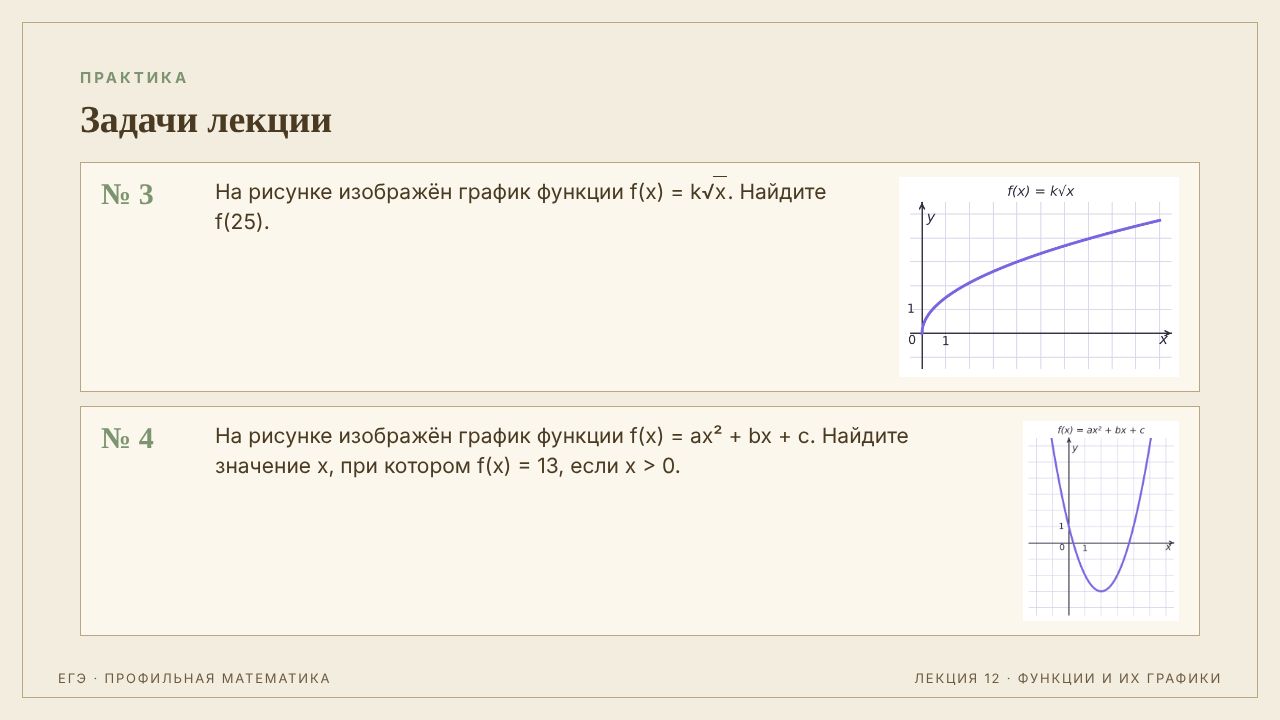 ПРАКТИКА
Задачи лекции
№ 3
На рисунке изображён график функции f(x) = k√x. Найдите
f(25).
f(x) = k√x
y
1
0
1
x
№ 4
На рисунке изображён график функции f(x) = ax² + bx + c. Найдите
значение x, при котором f(x) = 13, если x > 0.
f(x) = ax² + bx + c
y
1
0
1
x
ЕГЭ · ПРОФИЛЬНАЯ МАТЕМАТИКА
ЛЕКЦИЯ 12 · ФУНКЦИИ И ИХ ГРАФИКИ